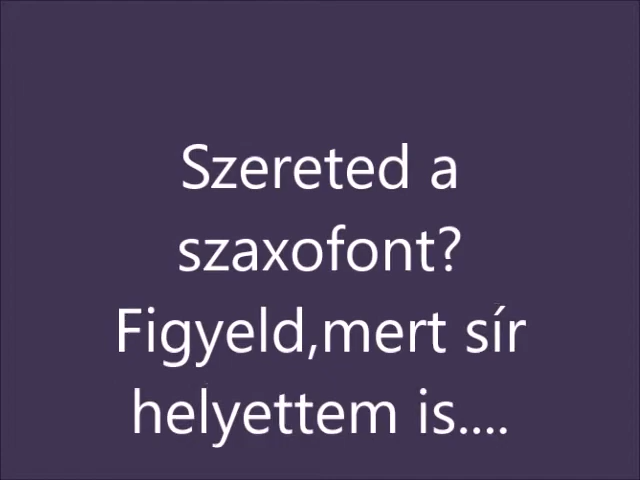 Szereted a
szaxofont?
Figyeld,mert sír
helyettem is....